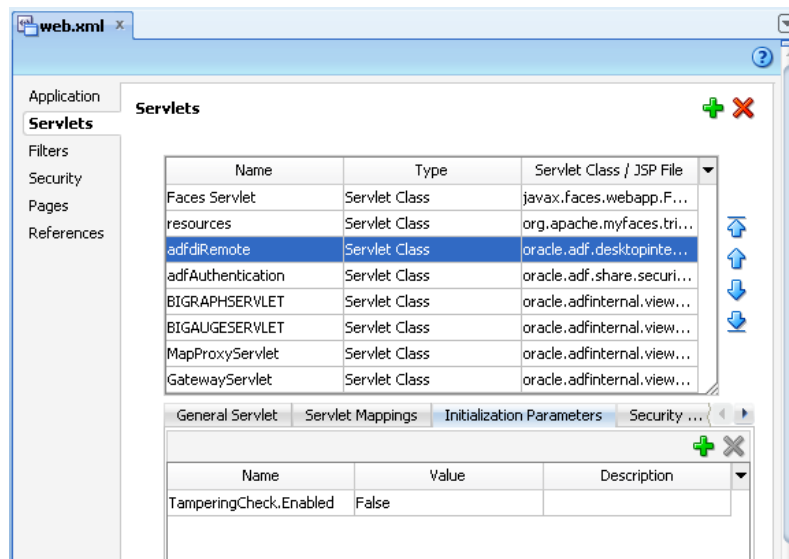 web.xml
Application
Servlets
Filters
Security
Pages
References
Servlets
Name Type Servlet Class / JSP File
Faces Servlet Servlet Class javax.faces.webapp.F...
resources Servlet Class org.apache.myfaces.tri...
adfdiRemote Servlet Class oracle.adf.desktopinte...
adfAuthentication Servlet Class oracle.adf.share.securi...
BIGRAPHSERVLET Servlet Class oracle.adfinternal.view...
BIGAUGESERVLET Servlet Class oracle.adfinternal.view...
MapProxyServlet Servlet Class oracle.adfinternal.view...
GatewayServlet Servlet Class oracle.adfinternal.view...
General Servlet Servlet Mappings Initialization Parameters Security ...
Name Value Description
TamperingCheck.Enabled False